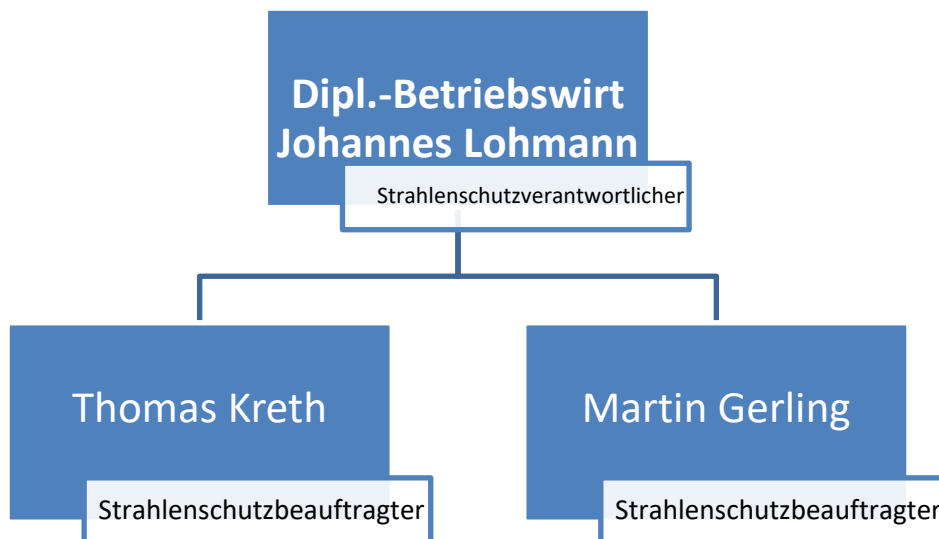 Dipl.-Betriebswirt
Johannes Lohmann
Strahlenschutzverantwortlicher
Thomas Kreth
Strahlenschutzbeauftragter
Martin Gerling
Strahlenschutzbeauftragter